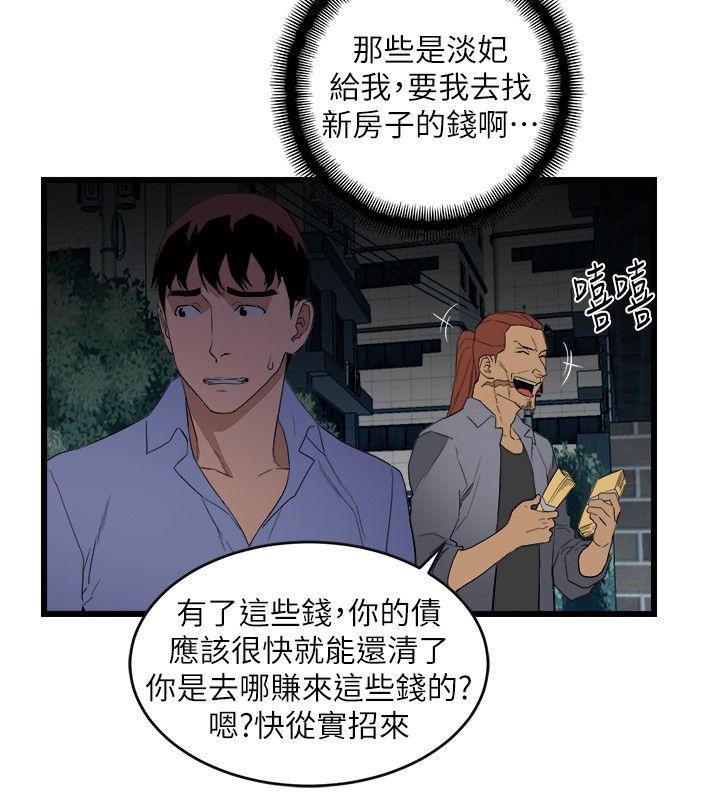 那些是淡妃
給我，要我去找
新房子的錢啊⋯
嘻嘻
有了這些錢，你的債
應該很快就能還清了
你是去哪賺來這些錢的？
嗯？快從實招來